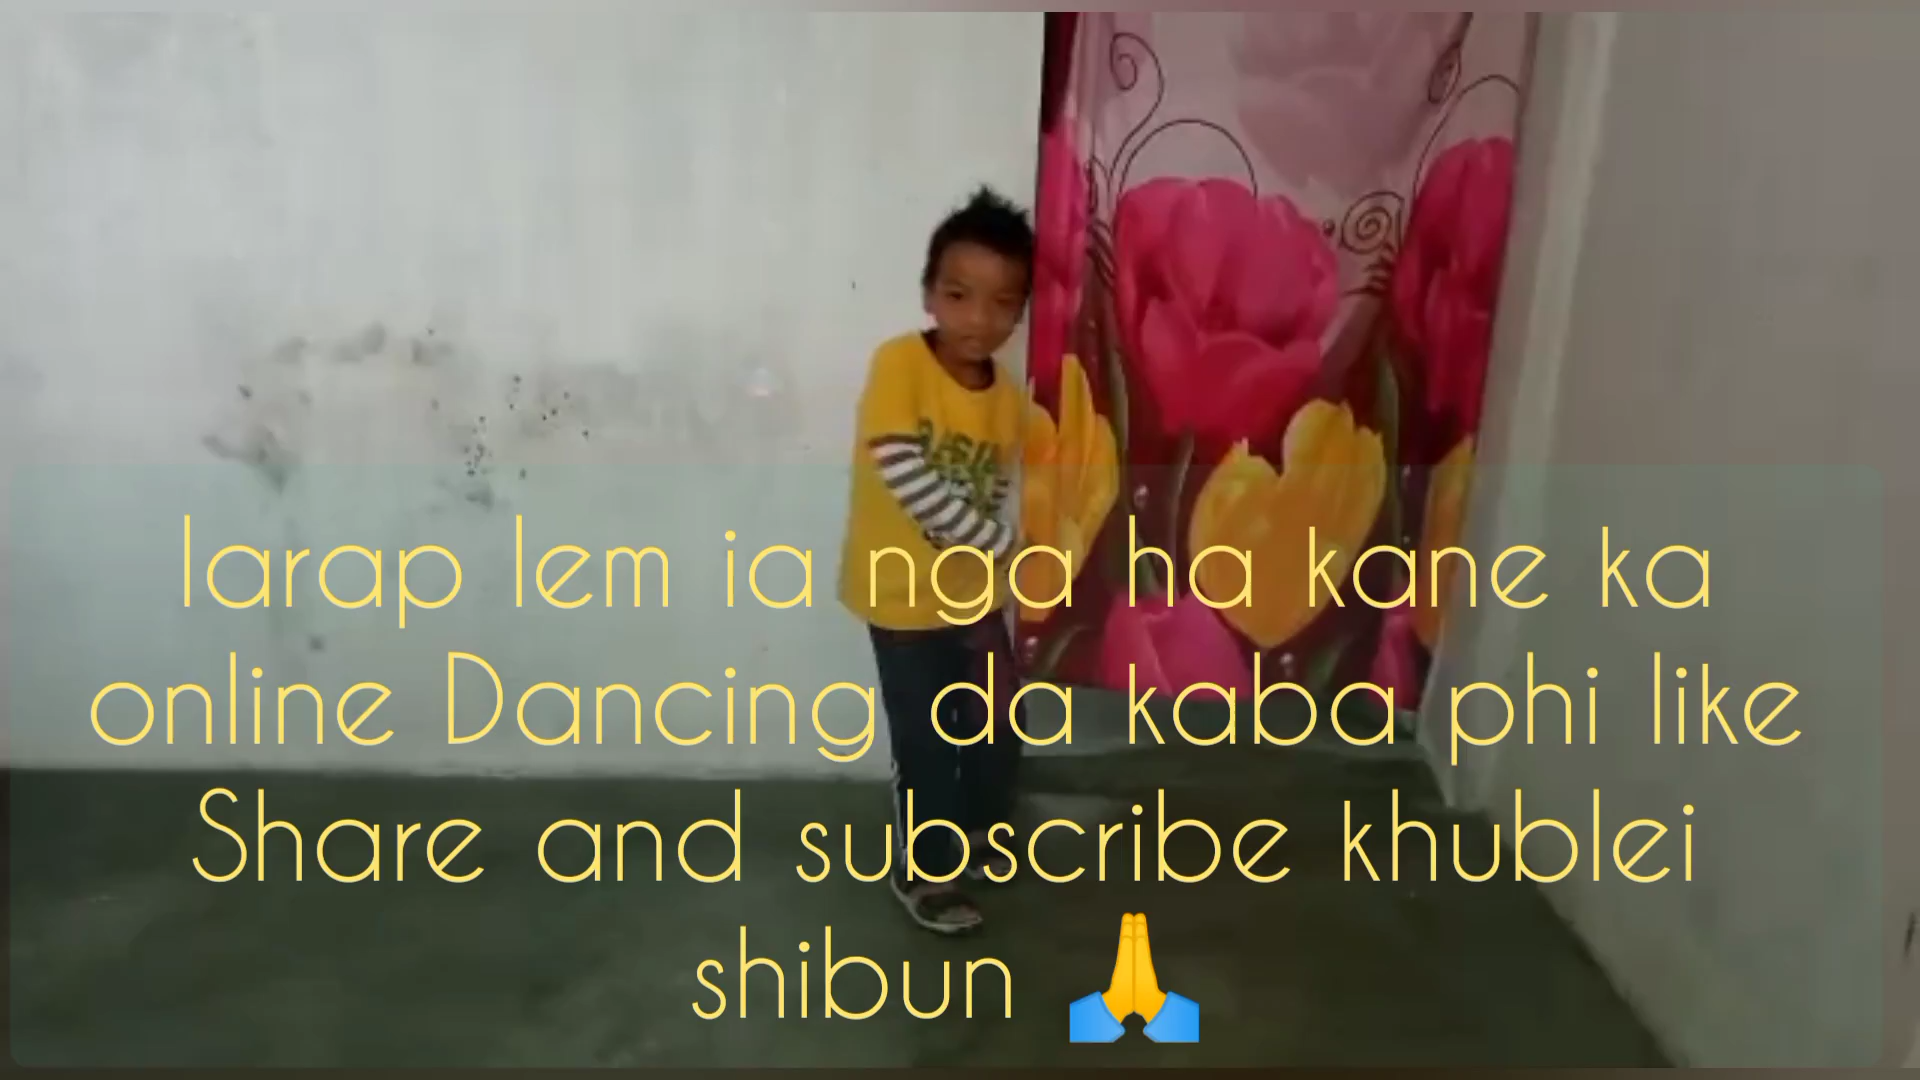 Iarap lem ia nga ha kane ka
online Dancing da kaba phi like
Share and subscribe khublei
shibun 🙏